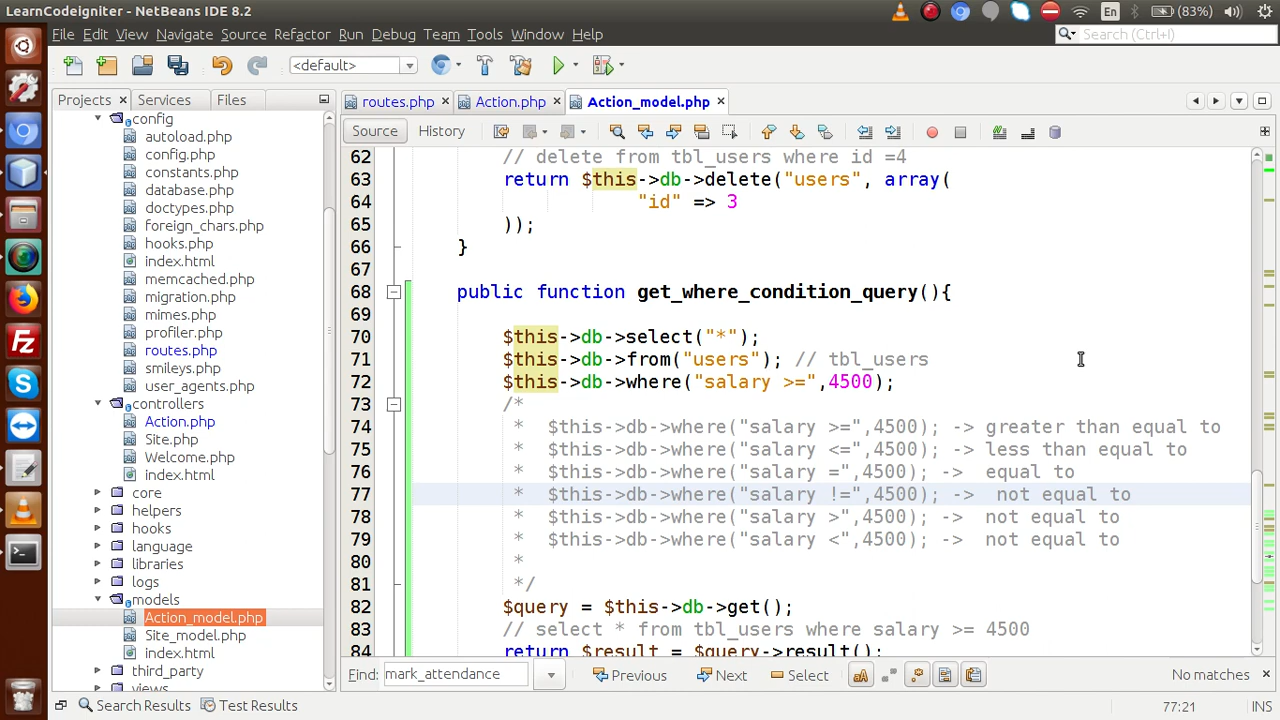 LearnCodeigniter - NetBeans IDE 8.2
En
(83%)
File Edit View Navigate Source Refactor Run Debug Team Tools Window Help
Search (Ctrl+I)
<default>
Projects
Services
Files
routes.php
Action.php
Action_model.php
Source
History
config
autoload.php
config.php
constants.php
database.php
doctypes.php
foreign_chars.php
hooks.php
index.html
memcached.php
migration.php
mimes.php
profiler.php
routes.php
smileys.php
user_agents.php
controllers
Action.php
Site.php
Welcome.php
index.html
core
helpers
hooks
language
libraries
logs
models
Action_model.php
Site_model.php
index.html
third_party
views
62 // delete from tbl_users where id =4
63 return $this->db->delete("users", array(
64 "id" => 3
65 ));
66 }
67
68 public function get_where_condition_query(){
69
70 $this->db->select("*");
71 $this->db->from("users"); // tbl_users
72 $this->db->where("salary >=",4500);
73 /*
74 * $this->db->where("salary >=",4500); -> greater than equal to
75 * $this->db->where("salary <=",4500); -> less than equal to
76 * $this->db->where("salary =",4500); -> equal to
77 * $this->db->where("salary !=",4500); -> not equal to
78 * $this->db->where("salary >",4500); -> not equal to
79 * $this->db->where("salary <",4500); -> not equal to
80 *
81 */
82 $query = $this->db->get();
83 // select * from tbl_users where salary >= 4500
84 return $result = $query->result();
Find: mark_attendance
Previous
Next
Select
No matches
Search Results
Test Results
77:21
INS